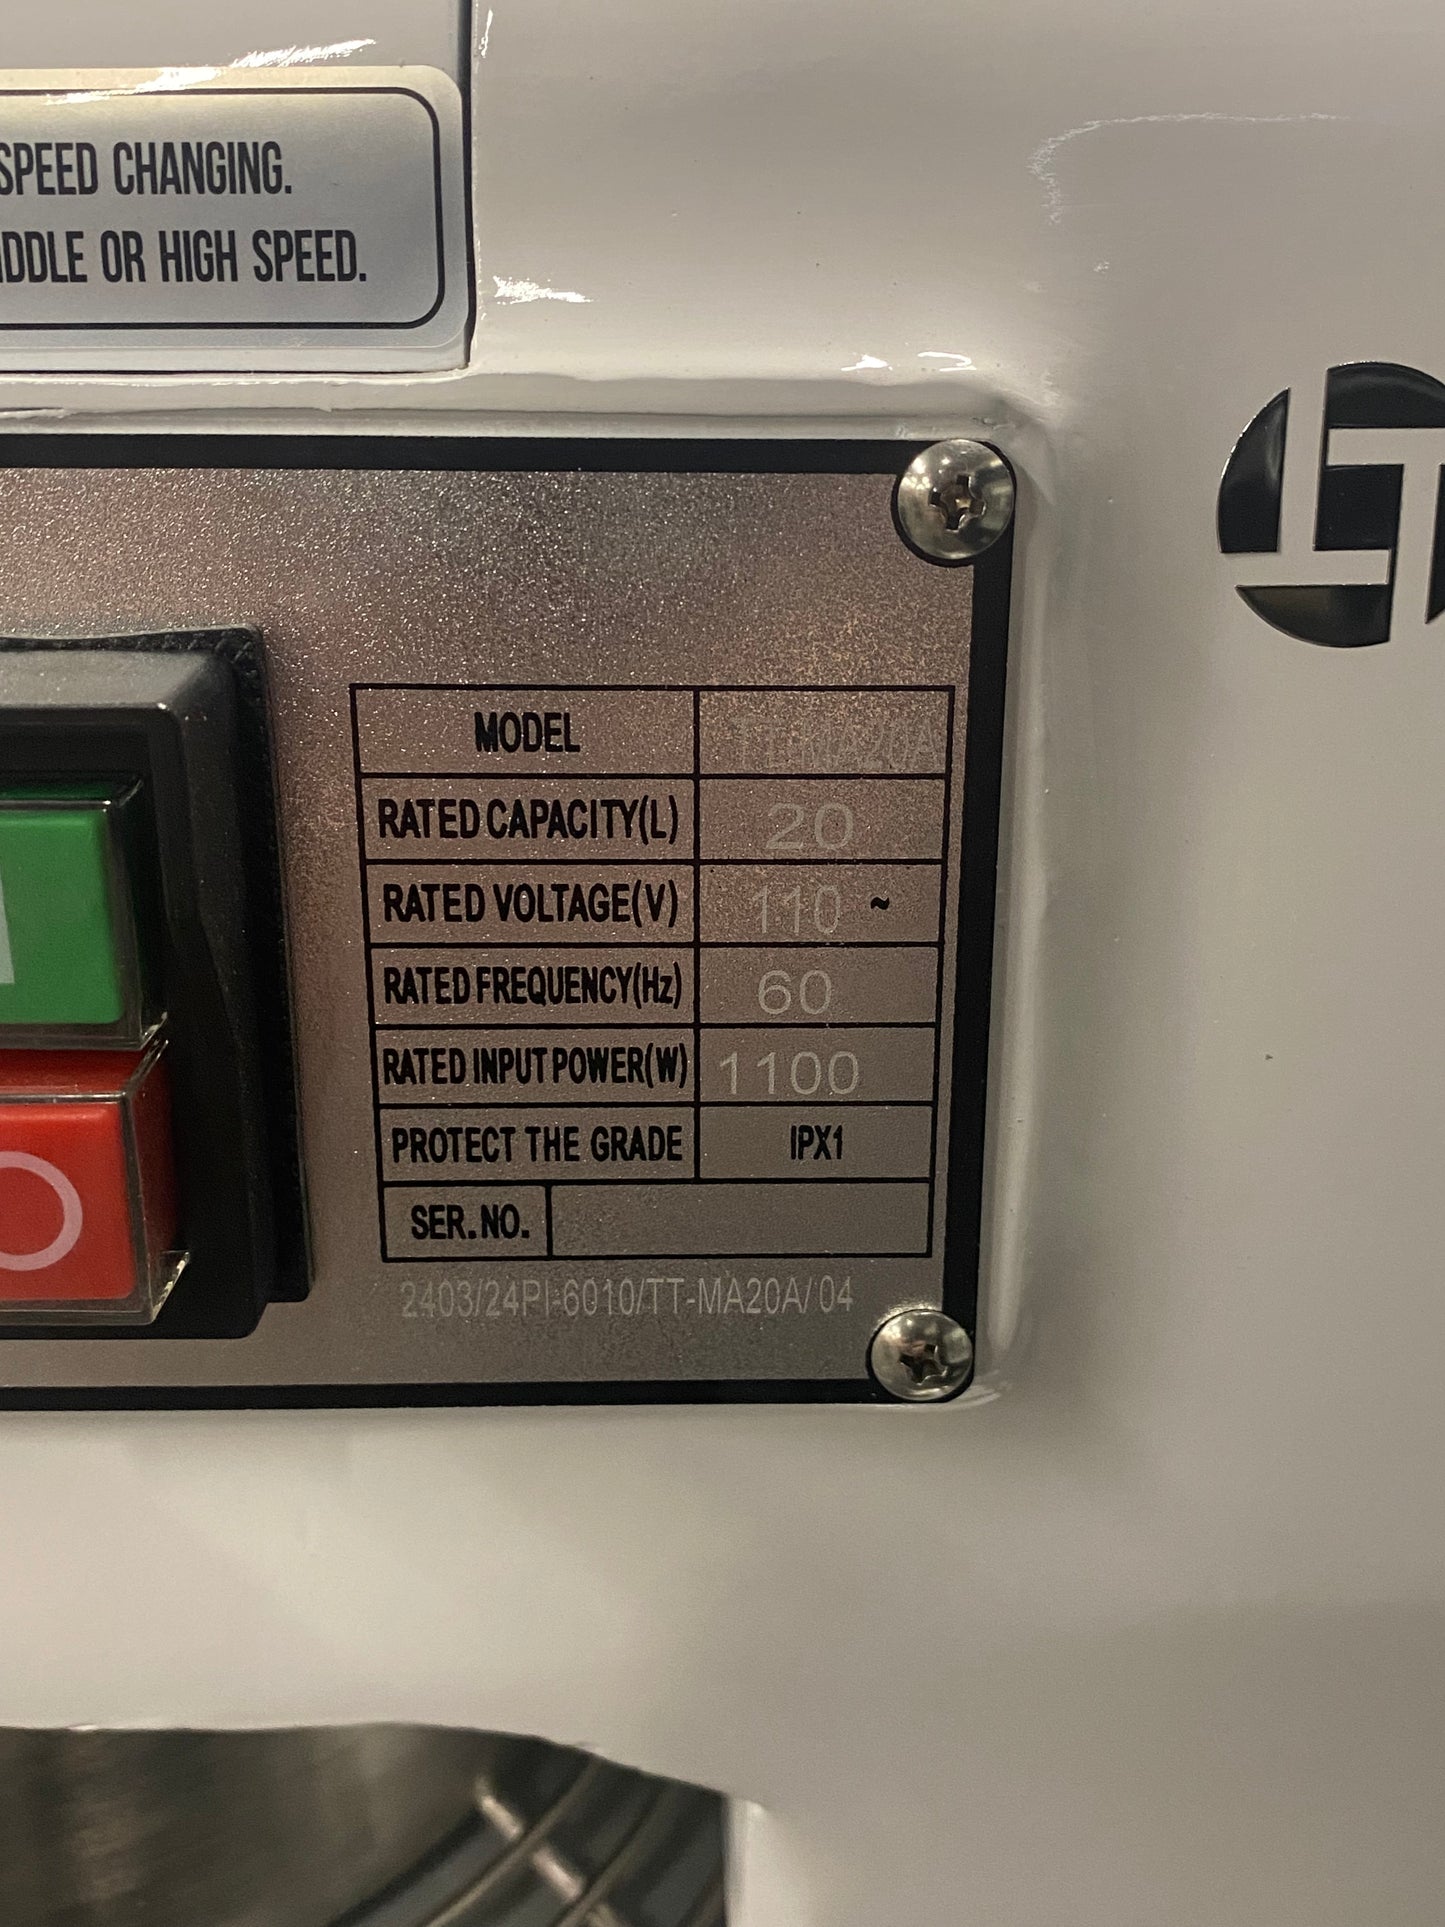 SPEED CHANGING.
IDDLE OR HIGH SPEED.
MODEL TT-MA20A
RATED CAPACITY(L) 20
RATED VOLTAGE(V) 110 ~
RATED FREQUENCY(Hz) 60
RATED INPUT POWER(W) 1100
PROTECT THE GRADE IPX1
SER.NO.
2403/24PI-6010/TT-MA20A/04